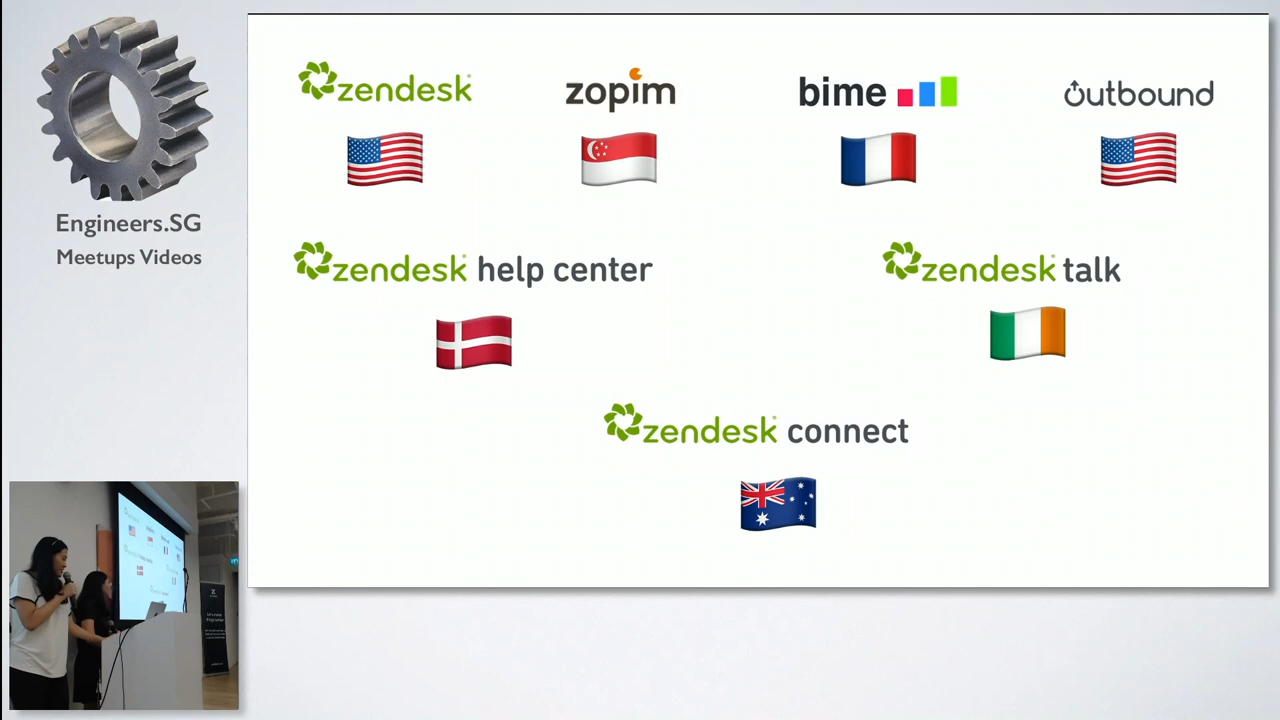 Engineers.SG
Meetups Videos
zendesk
zopim
bime
outbound
zendesk help center
zendesk talk
zendesk connect